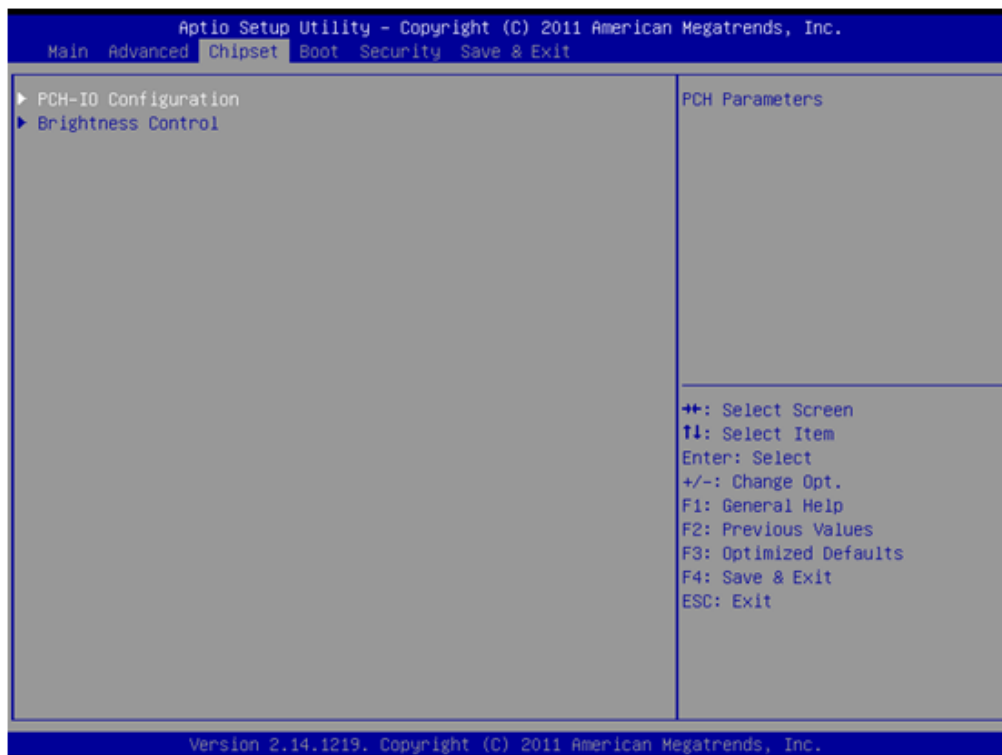 Aptio Setup Utility - Copyright (C) 2011 American Megatrends, Inc.
Main Advanced Chipset Boot Security Save & Exit
PCH-IO Configuration
Brightness Control
PCH Parameters
→←: Select Screen
↑↓: Select Item
Enter: Select
+/-: Change Opt.
F1: General Help
F2: Previous Values
F3: Optimized Defaults
F4: Save & Exit
ESC: Exit
Version 2.14.1219. Copyright (C) 2011 American Megatrends, Inc.